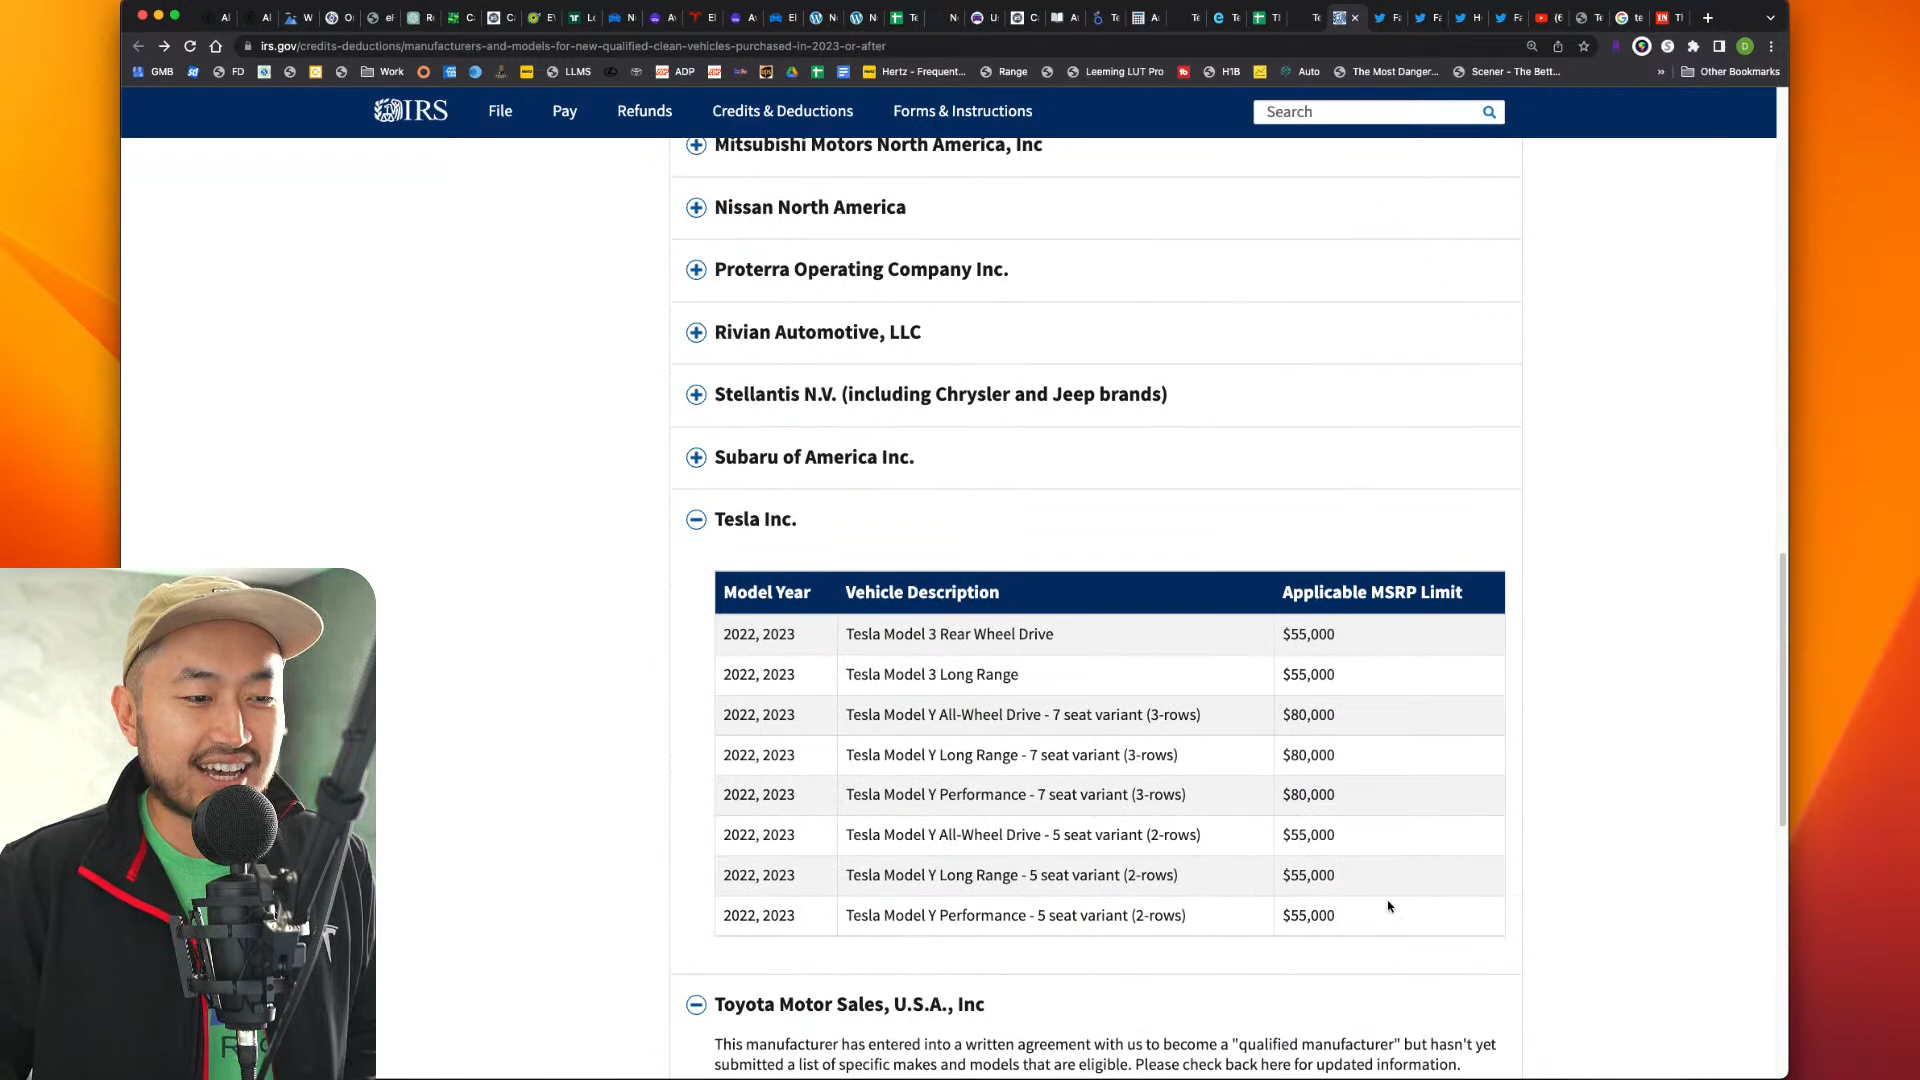 irs.gov/credits-deductions/manufacturers-and-models-for-new-qualified-clean-vehicles-purchased-in-2023-or-after
GMB
FD
Work
LLMS
ADP
Hertz - Frequent...
Range
Leeming LUT Pro
H1B
Auto
The Most Danger...
Scener - The Bett...
»
Other Bookmarks
IRS
File
Pay
Refunds
Credits & Deductions
Forms & Instructions
Search
Mitsubishi Motors North America, Inc
Nissan North America
Proterra Operating Company Inc.
Rivian Automotive, LLC
Stellantis N.V. (including Chrysler and Jeep brands)
Subaru of America Inc.
Tesla Inc.
Model Year Vehicle Description Applicable MSRP Limit
2022, 2023 Tesla Model 3 Rear Wheel Drive $55,000
2022, 2023 Tesla Model 3 Long Range $55,000
2022, 2023 Tesla Model Y All-Wheel Drive - 7 seat variant (3-rows) $80,000
2022, 2023 Tesla Model Y Long Range - 7 seat variant (3-rows) $80,000
2022, 2023 Tesla Model Y Performance - 7 seat variant (3-rows) $80,000
2022, 2023 Tesla Model Y All-Wheel Drive - 5 seat variant (2-rows) $55,000
2022, 2023 Tesla Model Y Long Range - 5 seat variant (2-rows) $55,000
2022, 2023 Tesla Model Y Performance - 5 seat variant (2-rows) $55,000
Toyota Motor Sales, U.S.A., Inc
This manufacturer has entered into a written agreement with us to become a "qualified manufacturer" but hasn't yet
submitted a list of specific makes and models that are eligible. Please check back here for updated information.